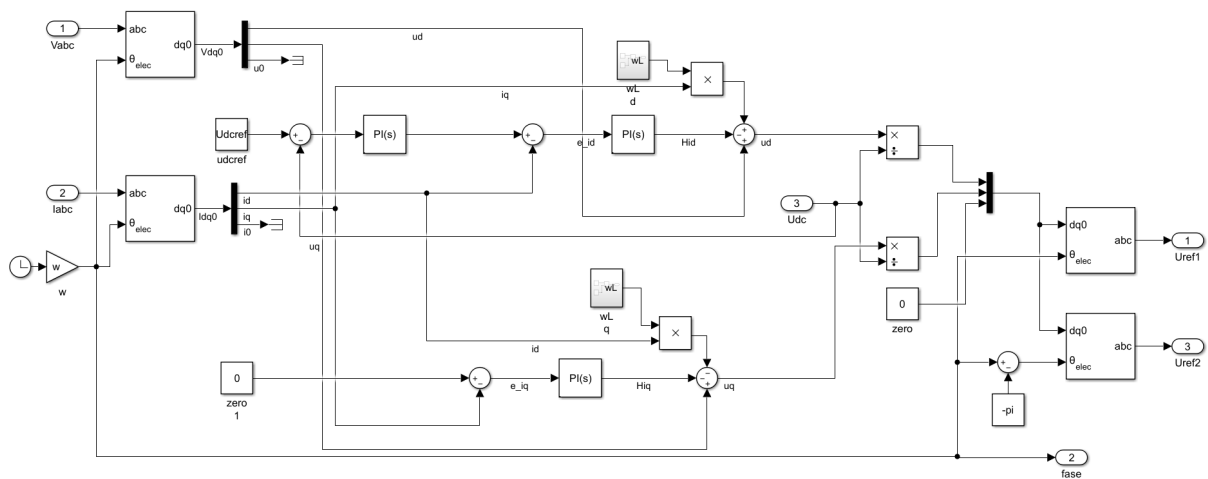 1
Vabc
abc
θelec
dq0
Vdq0
ud
u0
wL
wL
d
×
iq
Udcref
udcref
+
−
PI(s)
+
−
e_id
PI(s)
Hid
+
−
+
ud
×
÷
2
Iabc
abc
θelec
dq0
Idq0
id
iq
i0
uq
3
Udc
×
÷
dq0
θelec
abc
1
Uref1
w
w
wL
wL
q
×
id
0
zero
dq0
θelec
abc
3
Uref2
0
zero
1
+
−
e_iq
PI(s)
Hiq
−
−
+
uq
+
−
-pi
2
fase